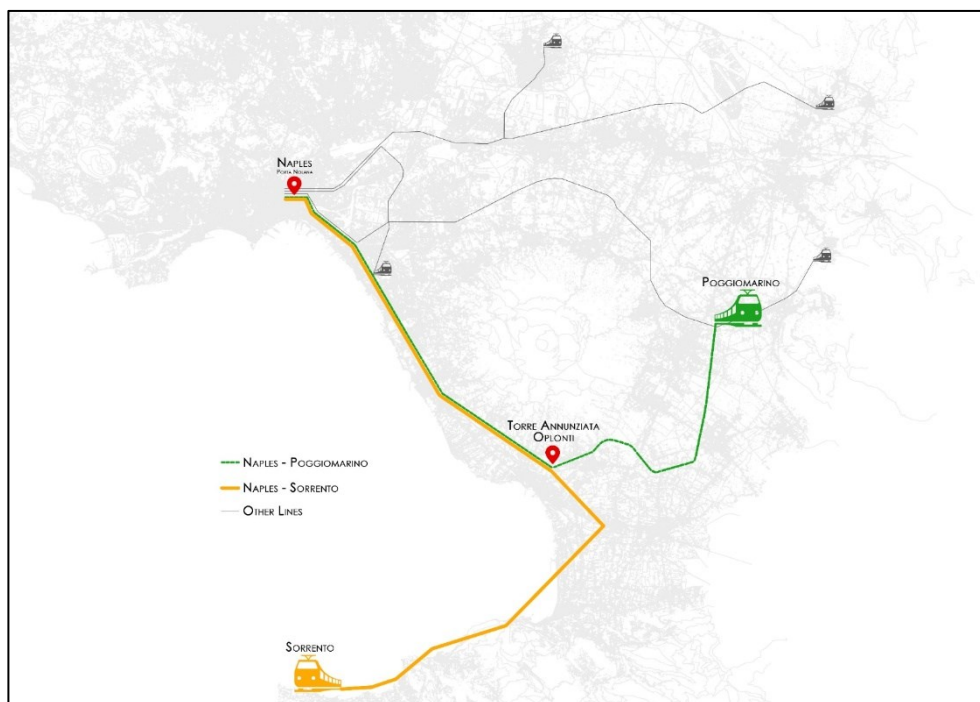 NAPLES
PORTA NOLANA
POGGIOMARINO
TORRE ANNUNZIATA
OPLONTI
NAPLES - POGGIOMARINO
NAPLES - SORRENTO
OTHER LINES
SORRENTO